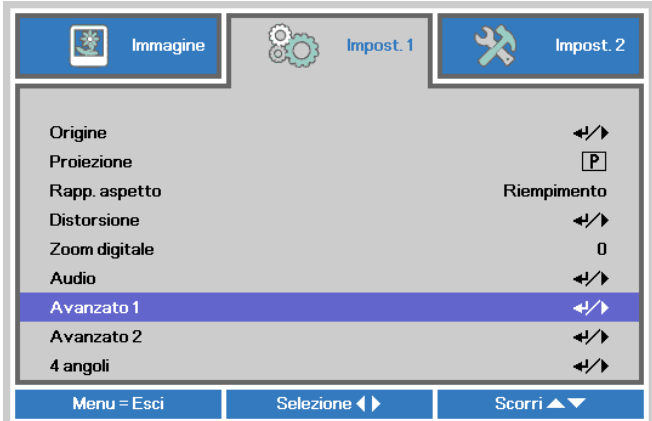 Immagine
Impost. 1
Impost. 2
Origine
Proiezione P
Rapp. aspetto Riempimento
Distorsione
Zoom digitale 0
Audio
Avanzato 1
Avanzato 2
4 angoli
Menu = Esci
Selezione
Scorri